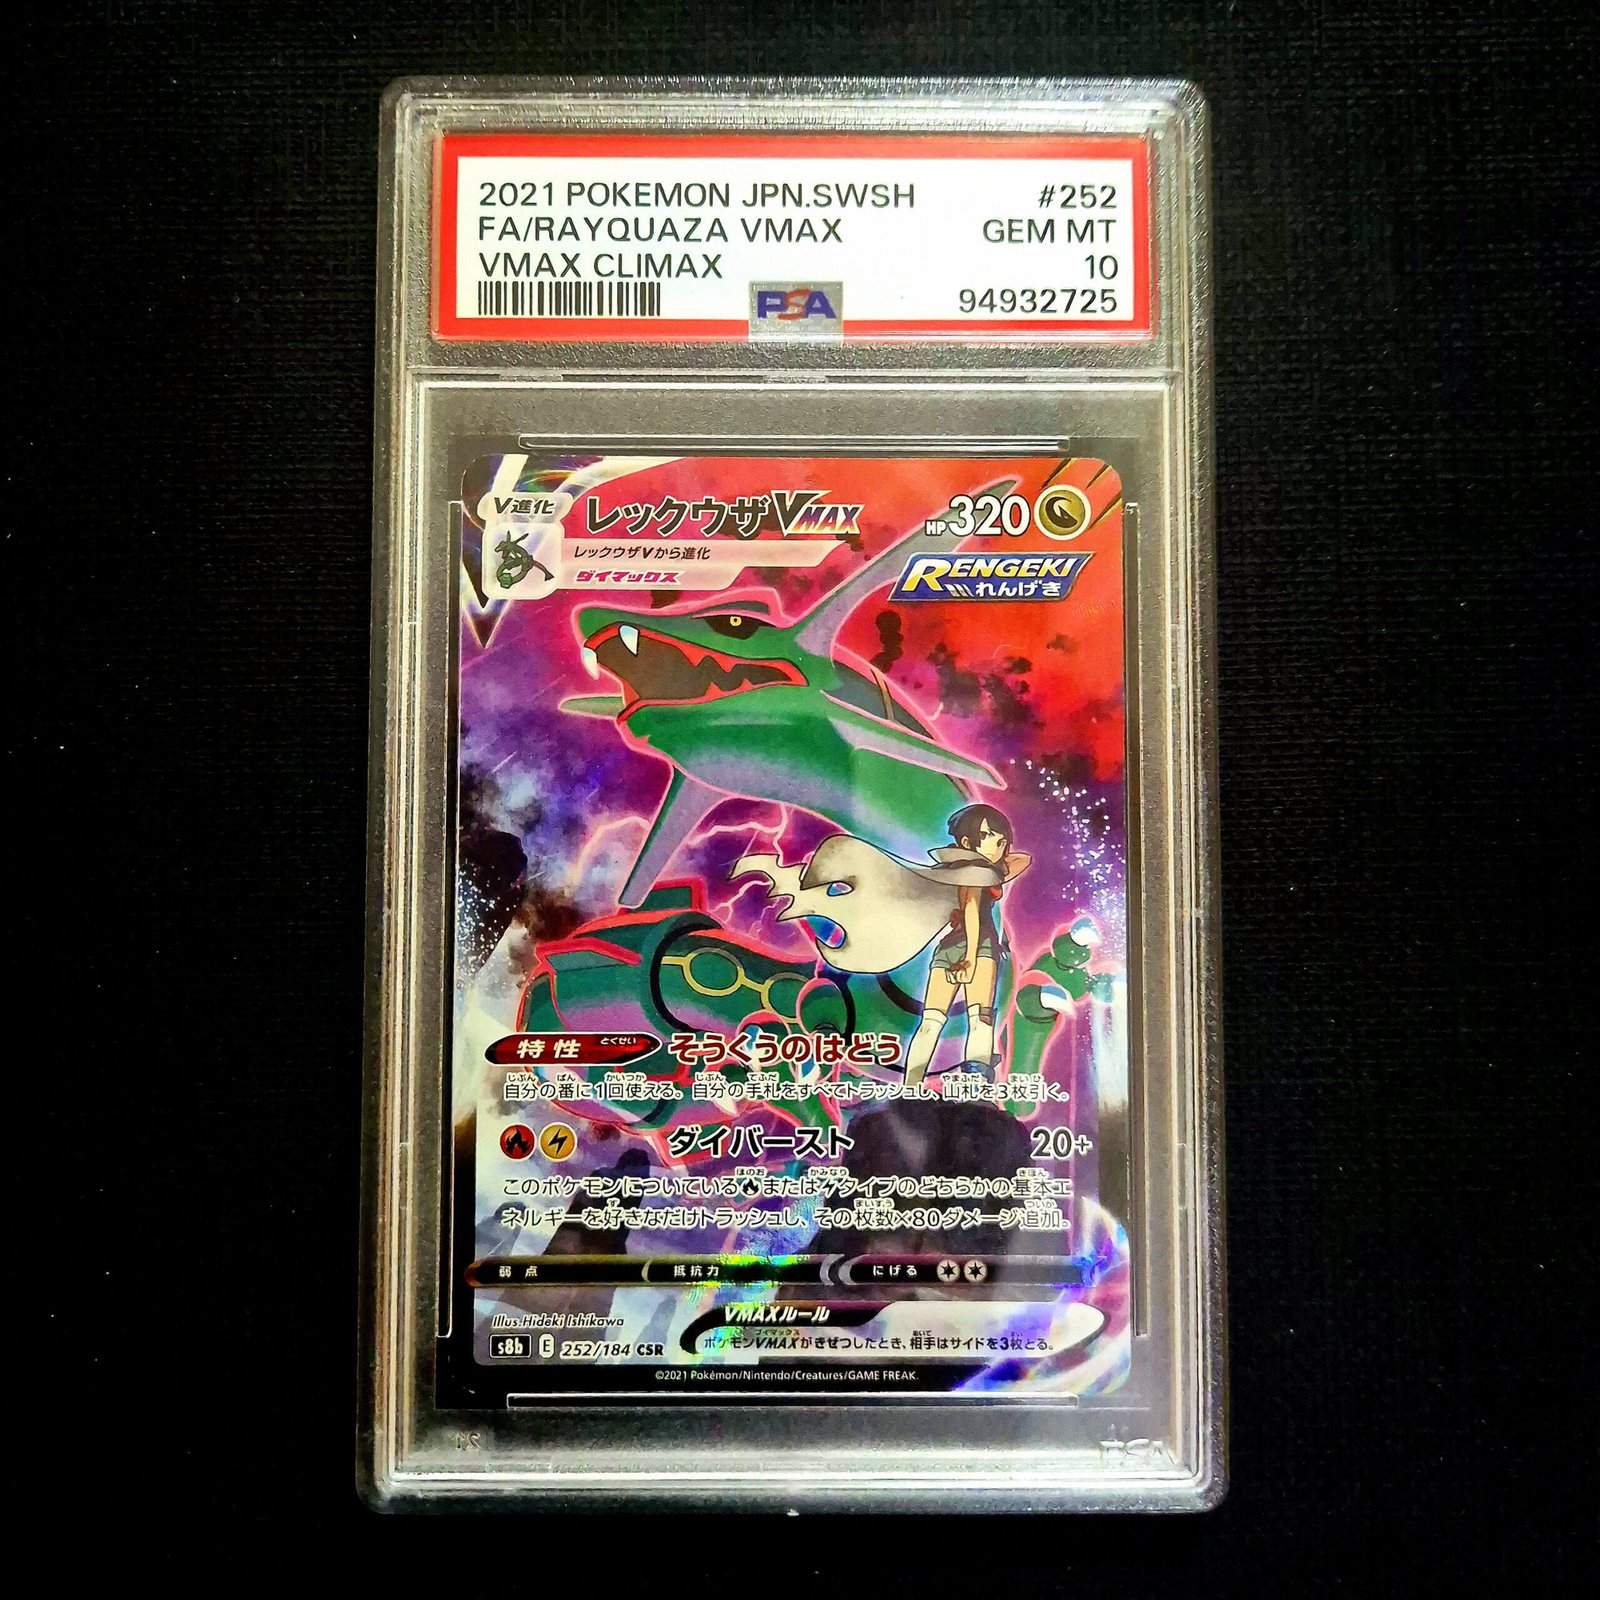 2021 POKEMON JPN.SWSH #252
FA/RAYQUAZA VMAX GEM MT
VMAX CLIMAX 10
PSA 94932725
V進化 レックウザVMAX HP320
レックウザVから進化
ダイマックス
RENGEKI
れんげき
特性 とくせい そうくうのはどう
自分の番に1回使える。自分の手札をすべてトラッシュし、山札を3枚引く。
ダイバースト 20+
このポケモンについているまたはタイプのどちらかの基本エ
ネルギーを好きなだけトラッシュし、その枚数×80ダメージ追加。
弱点 抵抗力 にげる
VMAXルール
ポケモンVMAXがきぜつしたとき、相手はサイドを3枚とる。
Illus.Hideki Ishikawa
s8b E 252/184 CSR
©2021 Pokémon/Nintendo/Creatures/GAME FREAK.
PSA